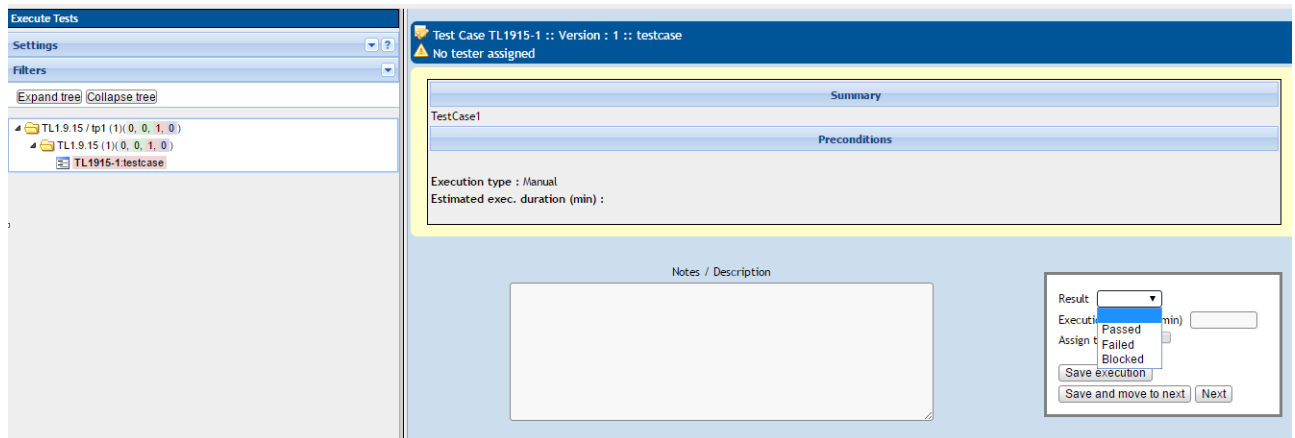 Execute Tests
Settings
?
Filters
Expand tree Collapse tree
TL1.9.15 / tp1 (1)( 0, 0, 1, 0 )
TL1.9.15 (1)( 0, 0, 1, 0 )
TL1915-1:testcase
Test Case TL1915-1 :: Version : 1 :: testcase
No tester assigned
Summary
TestCase1
Preconditions
Execution type : Manual
Estimated exec. duration (min) :
Notes / Description
Result
Executi min)
Passed
Assign t
Failed
Blocked
Save execution
Save and move to next Next